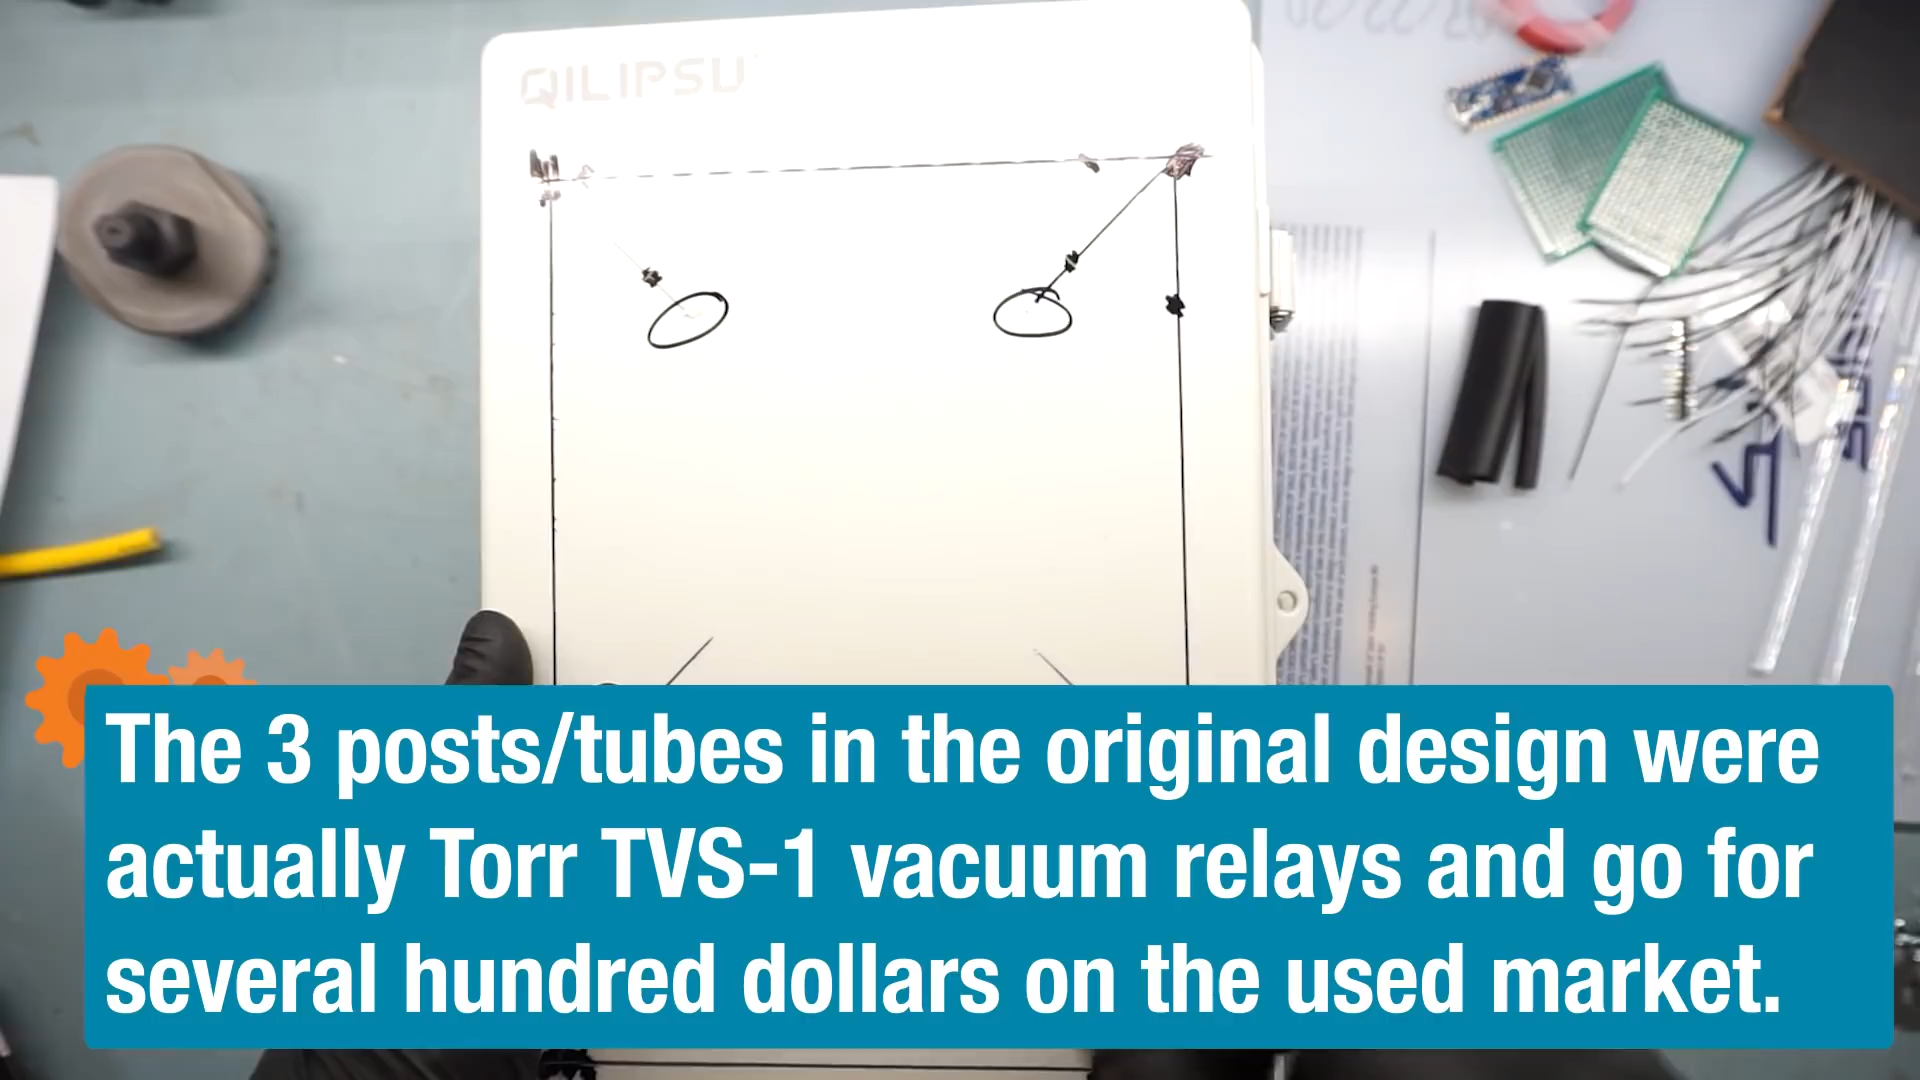 QILIPSU
The 3 posts/tubes in the original design were
actually Torr TVS-1 vacuum relays and go for
several hundred dollars on the used market.